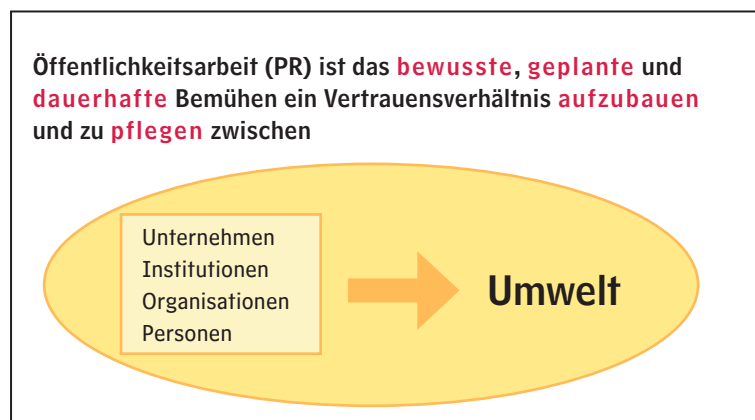 Öffentlichkeitsarbeit (PR) ist das bewusste, geplante und
dauerhafte Bemühen ein Vertrauensverhältnis aufzubauen
und zu pflegen zwischen
Unternehmen
Institutionen
Organisationen
Personen
Umwelt